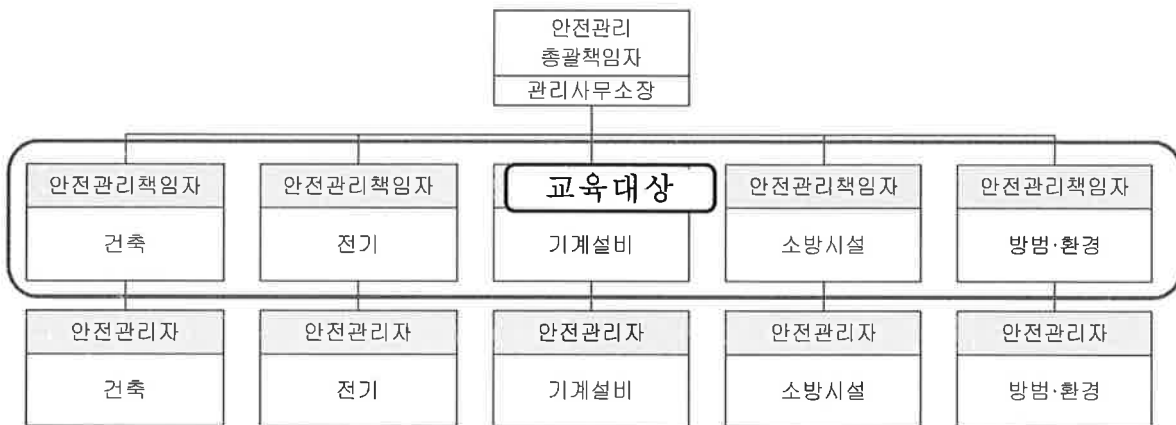 안전관리
총괄책임자
관리사무소장
안전관리책임자 안전관리책임자 교육대상 안전관리책임자 안전관리책임자
건축 전기 기계설비 소방시설 방범·환경
안전관리자 안전관리자 안전관리자 안전관리자 안전관리자
건축 전기 기계설비 소방시설 방범·환경